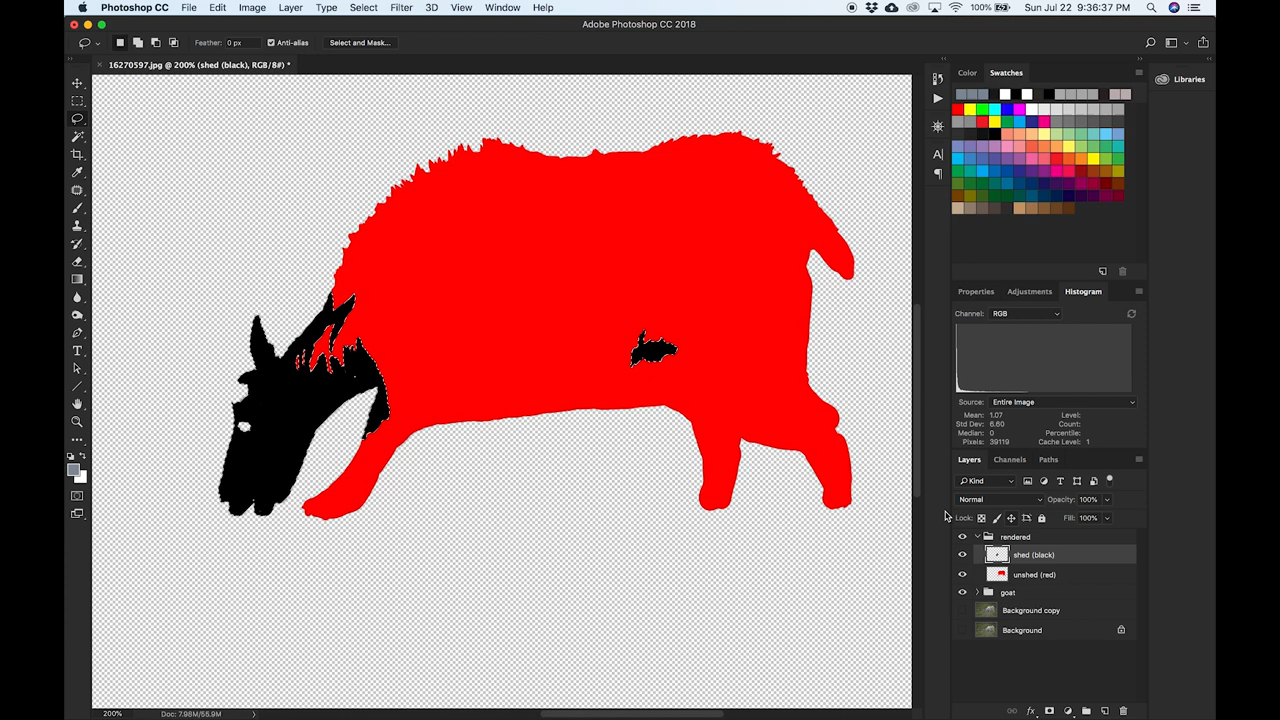 Photoshop CC File Edit Image Layer Type Select Filter 3D View Window Help 100% Sun Jul 22 9:36:37 PM
Adobe Photoshop CC 2018
Feather: 0 px Anti-alias Select and Mask...
16270597.jpg @ 200% (shed (black), RGB/8#) *
Color Swatches
Libraries
Properties Adjustments Histogram
Channel: RGB
Source: Entire Image
Mean: 1.07 Level:
Std Dev: 6.60 Count:
Median: 0 Percentile:
Pixels: 39119 Cache Level: 1
Layers Channels Paths
Kind
Normal Opacity: 100%
Lock: Fill: 100%
rendered
shed (black)
unshed (red)
goat
Background copy
Background
200% Doc: 7.98M/55.9M